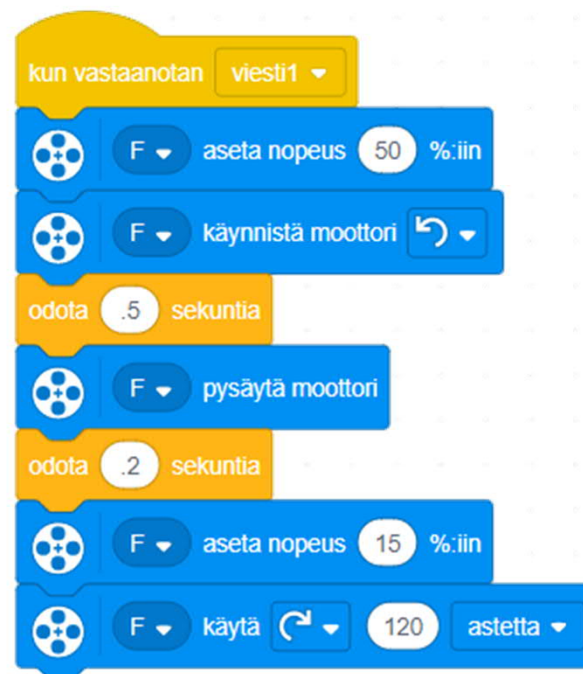 kun vastaanotan viesti1
F aseta nopeus 50 %:iin
F käynnistä moottori
odota .5 sekuntia
F pysäytä moottori
odota .2 sekuntia
F aseta nopeus 15 %:iin
F käytä 120 astetta